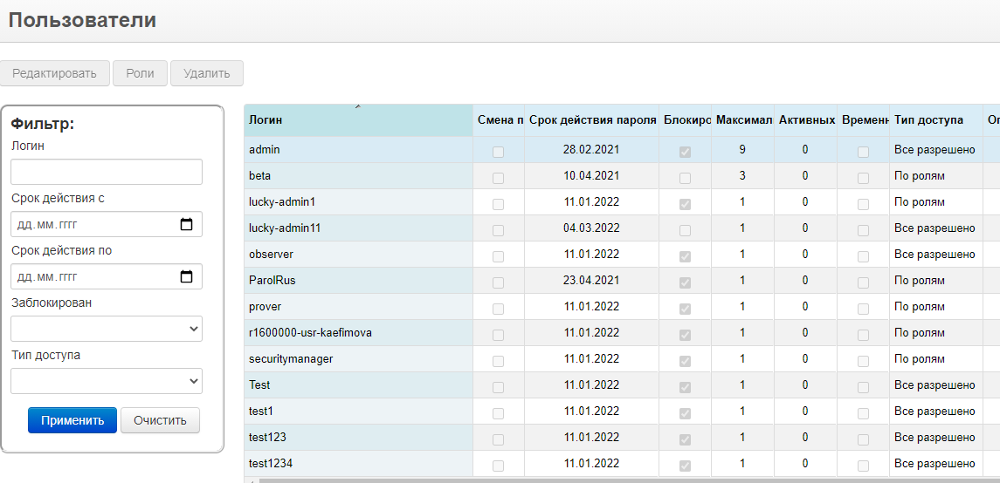 Пользователи
Редактировать Роли Удалить
Фильтр:
Логин
Срок действия с
дд.мм.гггг
Срок действия по
дд.мм.гггг
Заблокирован
Тип доступа
Применить Очистить
Логин Смена п Срок действия пароля Блокиро Максимал Активных Временн Тип доступа Оп
admin 28.02.2021 9 0 Все разрешено
beta 10.04.2021 3 0 По ролям
lucky-admin1 11.01.2022 1 0 По ролям
lucky-admin11 04.03.2022 1 0 Все разрешено
observer 11.01.2022 1 0 Все разрешено
ParolRus 23.04.2021 1 0 По ролям
prover 11.01.2022 1 0 По ролям
r1600000-usr-kaefimova 11.01.2022 1 0 По ролям
securitymanager 11.01.2022 1 0 По ролям
Test 11.01.2022 1 0 Все разрешено
test1 11.01.2022 1 0 Все разрешено
test123 11.01.2022 1 0 Все разрешено
test1234 11.01.2022 1 0 Все разрешено